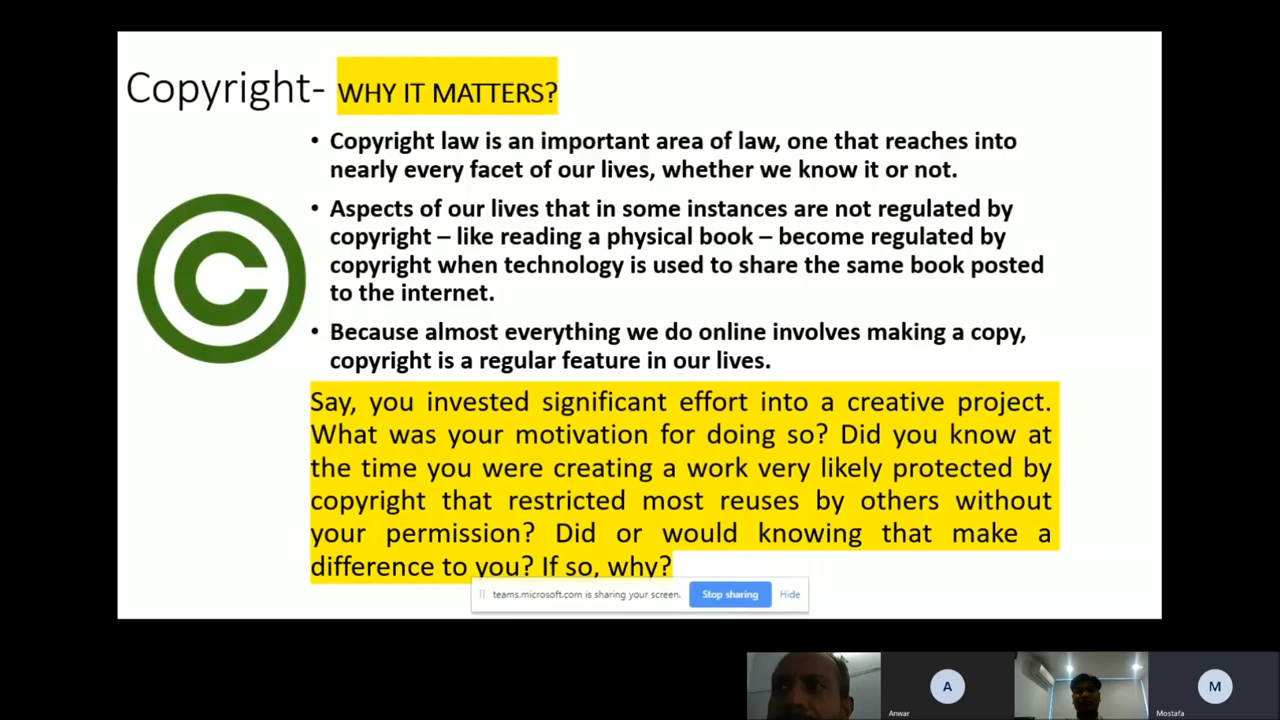 Copyright- WHY IT MATTERS?
• Copyright law is an important area of law, one that reaches into
nearly every facet of our lives, whether we know it or not.
• Aspects of our lives that in some instances are not regulated by
copyright – like reading a physical book – become regulated by
copyright when technology is used to share the same book posted
to the internet.
• Because almost everything we do online involves making a copy,
copyright is a regular feature in our lives.
Say, you invested significant effort into a creative project.
What was your motivation for doing so? Did you know at
the time you were creating a work very likely protected by
copyright that restricted most reuses by others without
your permission? Did or would knowing that make a
difference to you? If so, why?
teams.microsoft.com is sharing your screen. Stop sharing Hide
A
M
Anwar
Mostafa